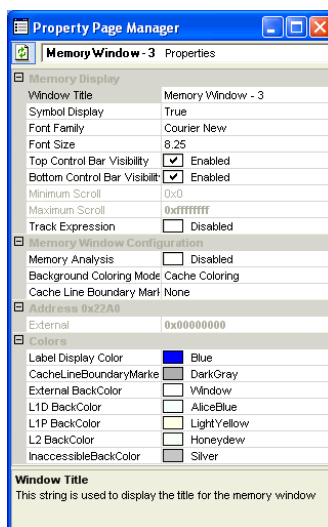 Property Page Manager
Memory Window - 3 Properties
Memory Display
Window Title Memory Window - 3
Symbol Display True
Font Family Courier New
Font Size 8.25
Top Control Bar Visibility Enabled
Bottom Control Bar Visibilit Enabled
Minimum Scroll 0x0
Maximum Scroll 0xffffffff
Track Expression Disabled
Memory Window Configuration
Memory Analysis Disabled
Background Coloring Mode Cache Coloring
Cache Line Boundary Mark None
Address 0x22A0
External 0x00000000
Colors
Label Display Color Blue
CacheLineBoundaryMarke DarkGray
External BackColor Window
L1D BackColor AliceBlue
L1P BackColor LightYellow
L2 BackColor Honeydew
InaccessibleBackColor Silver
Window Title
This string is used to display the title for the memory window